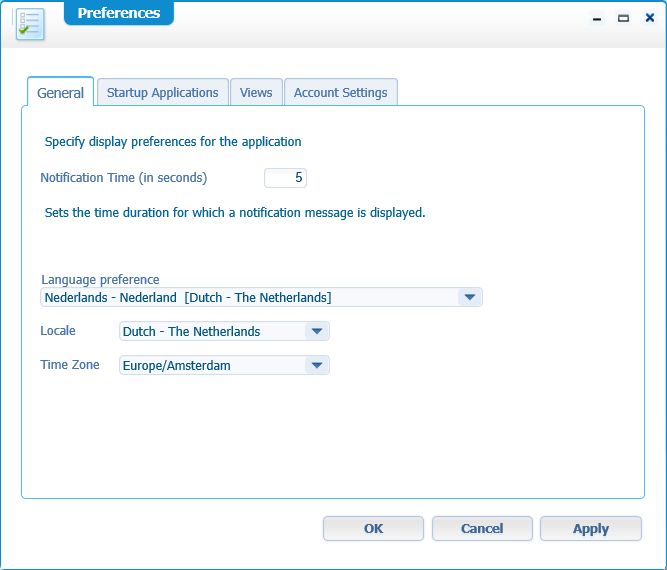 Preferences
General
Startup Applications
Views
Account Settings
Specify display preferences for the application
Notification Time (in seconds) 5
Sets the time duration for which a notification message is displayed.
Language preference
Nederlands - Nederland [Dutch - The Netherlands]
Locale Dutch - The Netherlands
Time Zone Europe/Amsterdam
OK
Cancel
Apply